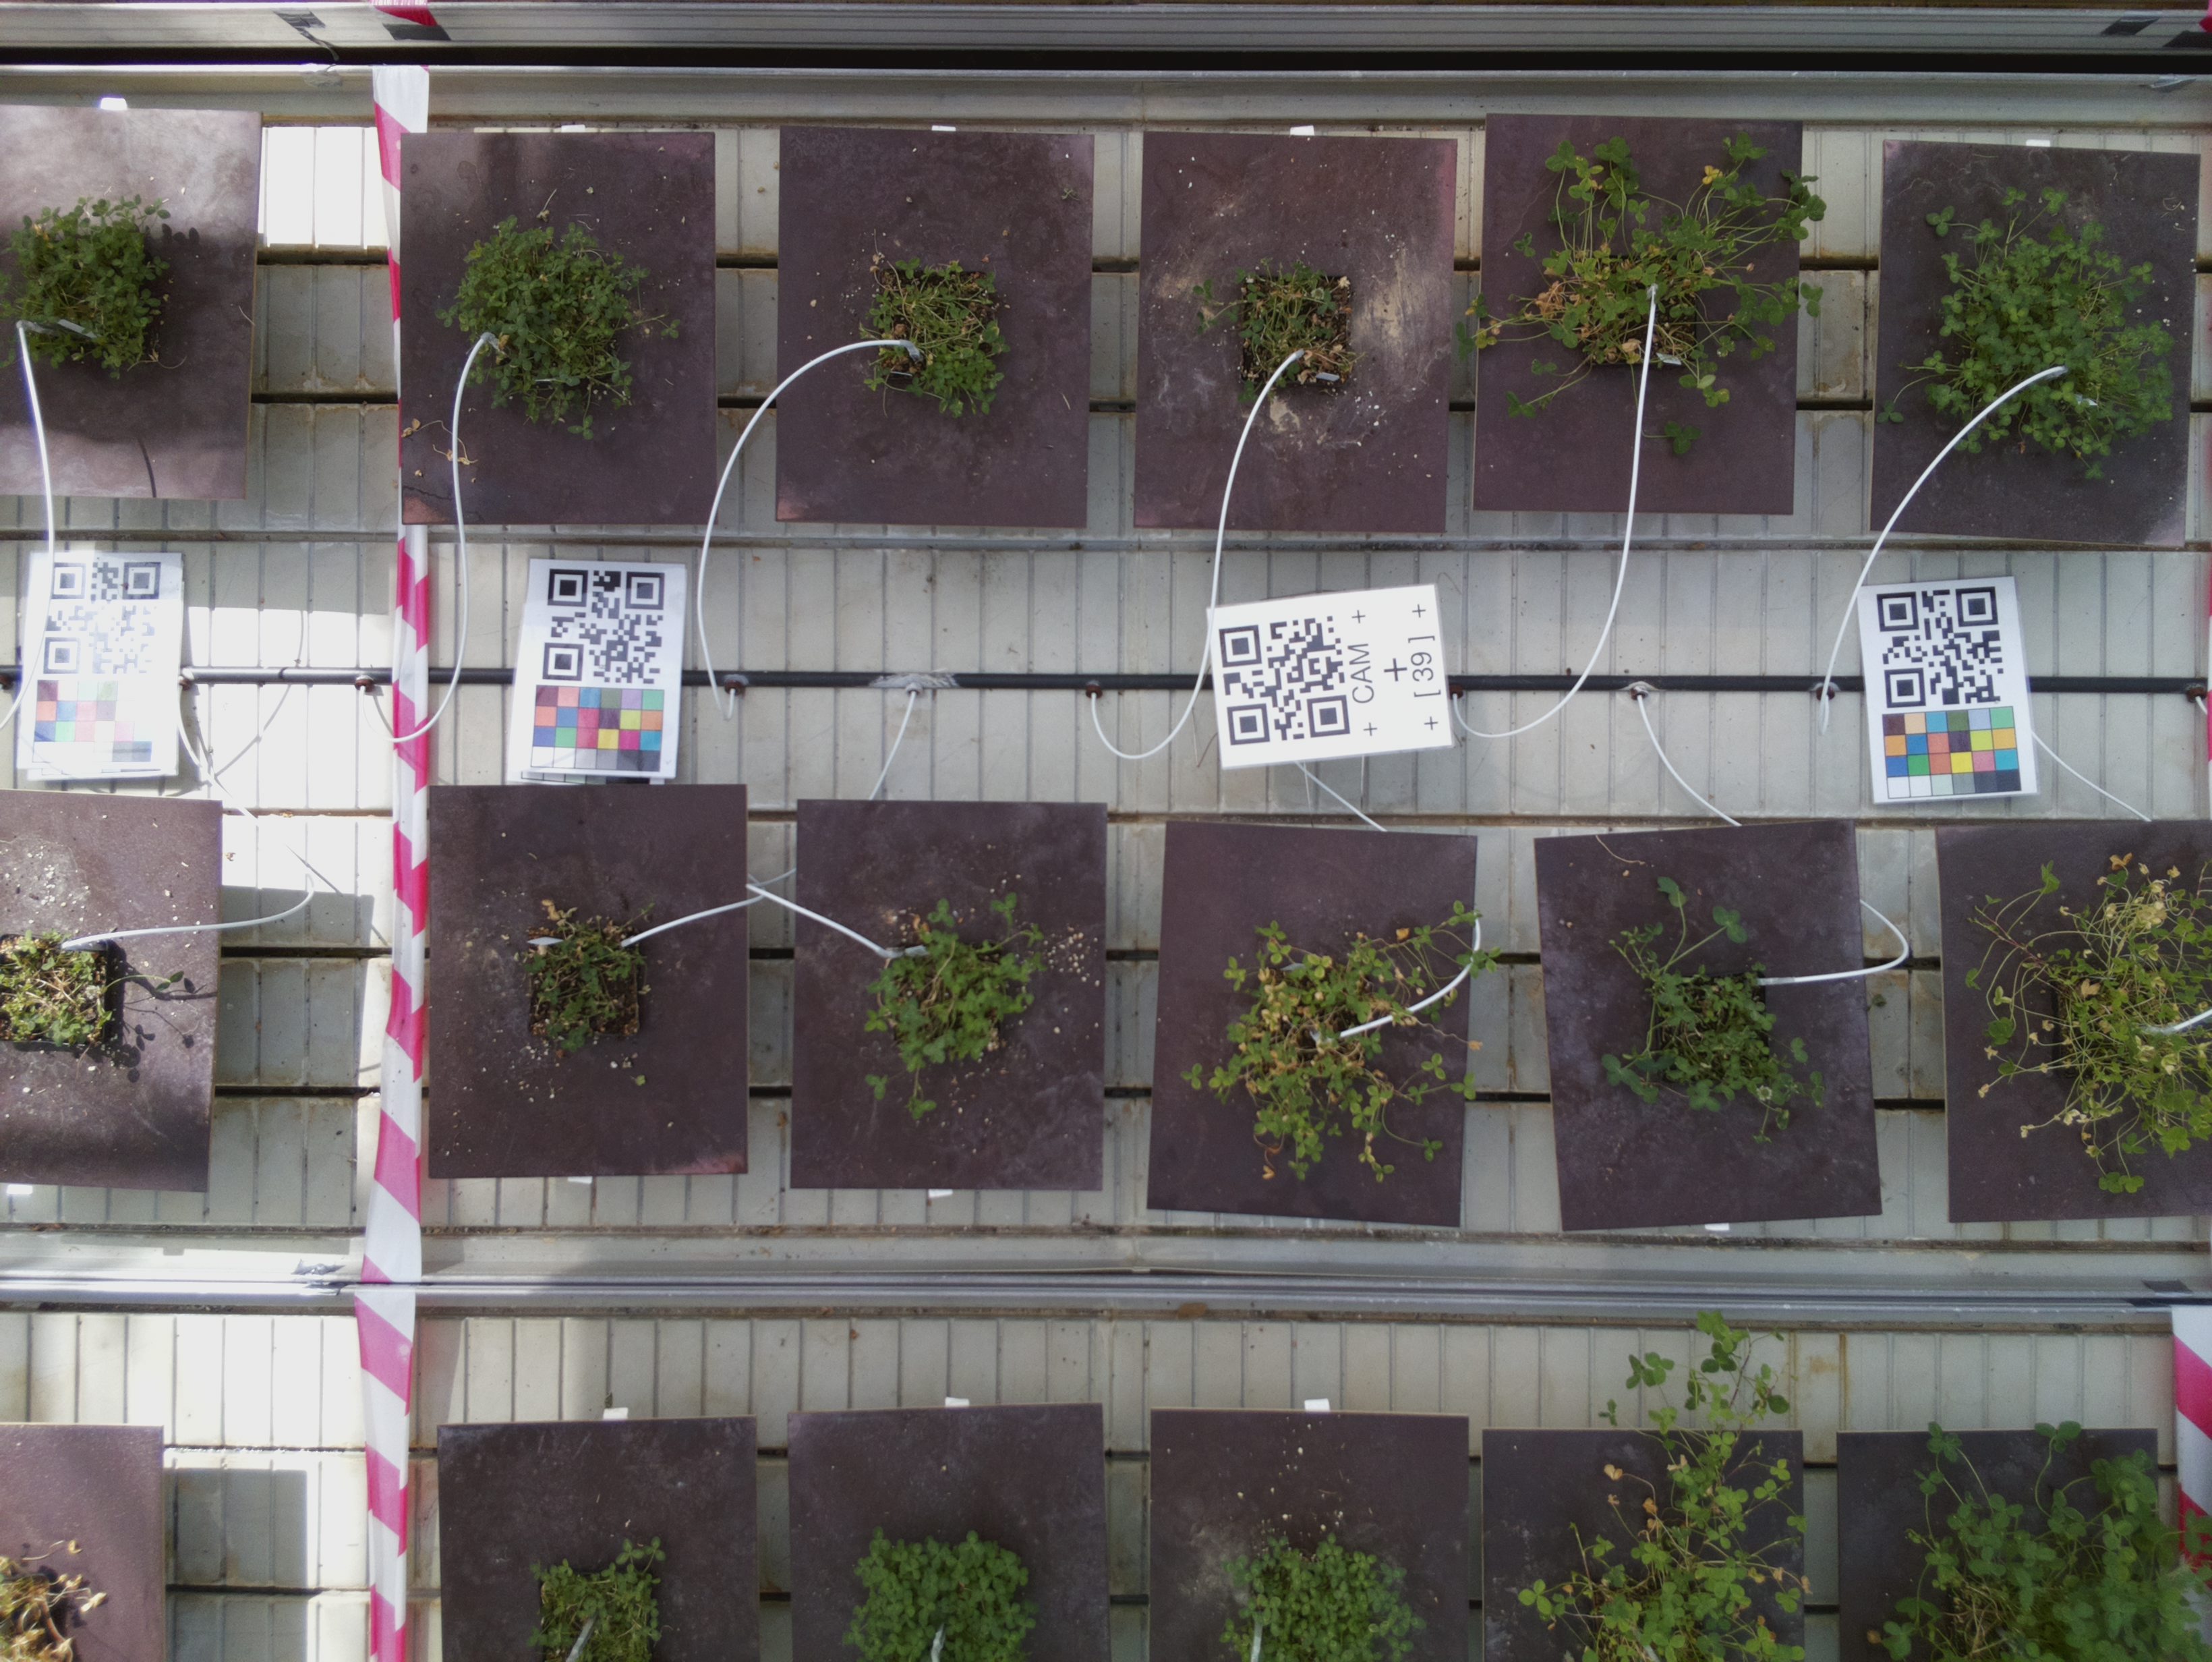 + CAM +
+
+ [ 39 ] +